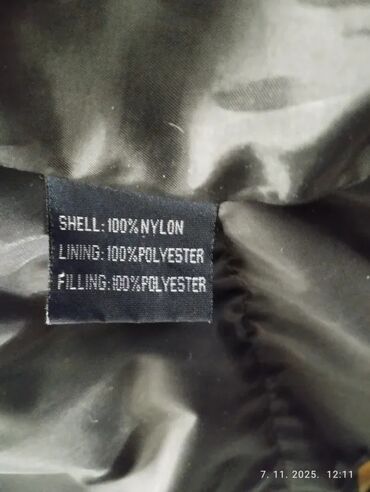 SHELL: 100% NYLON
LINING: 100% POLYESTER
FILLING: 100% POLYESTER
7. 11. 2025. 12:11